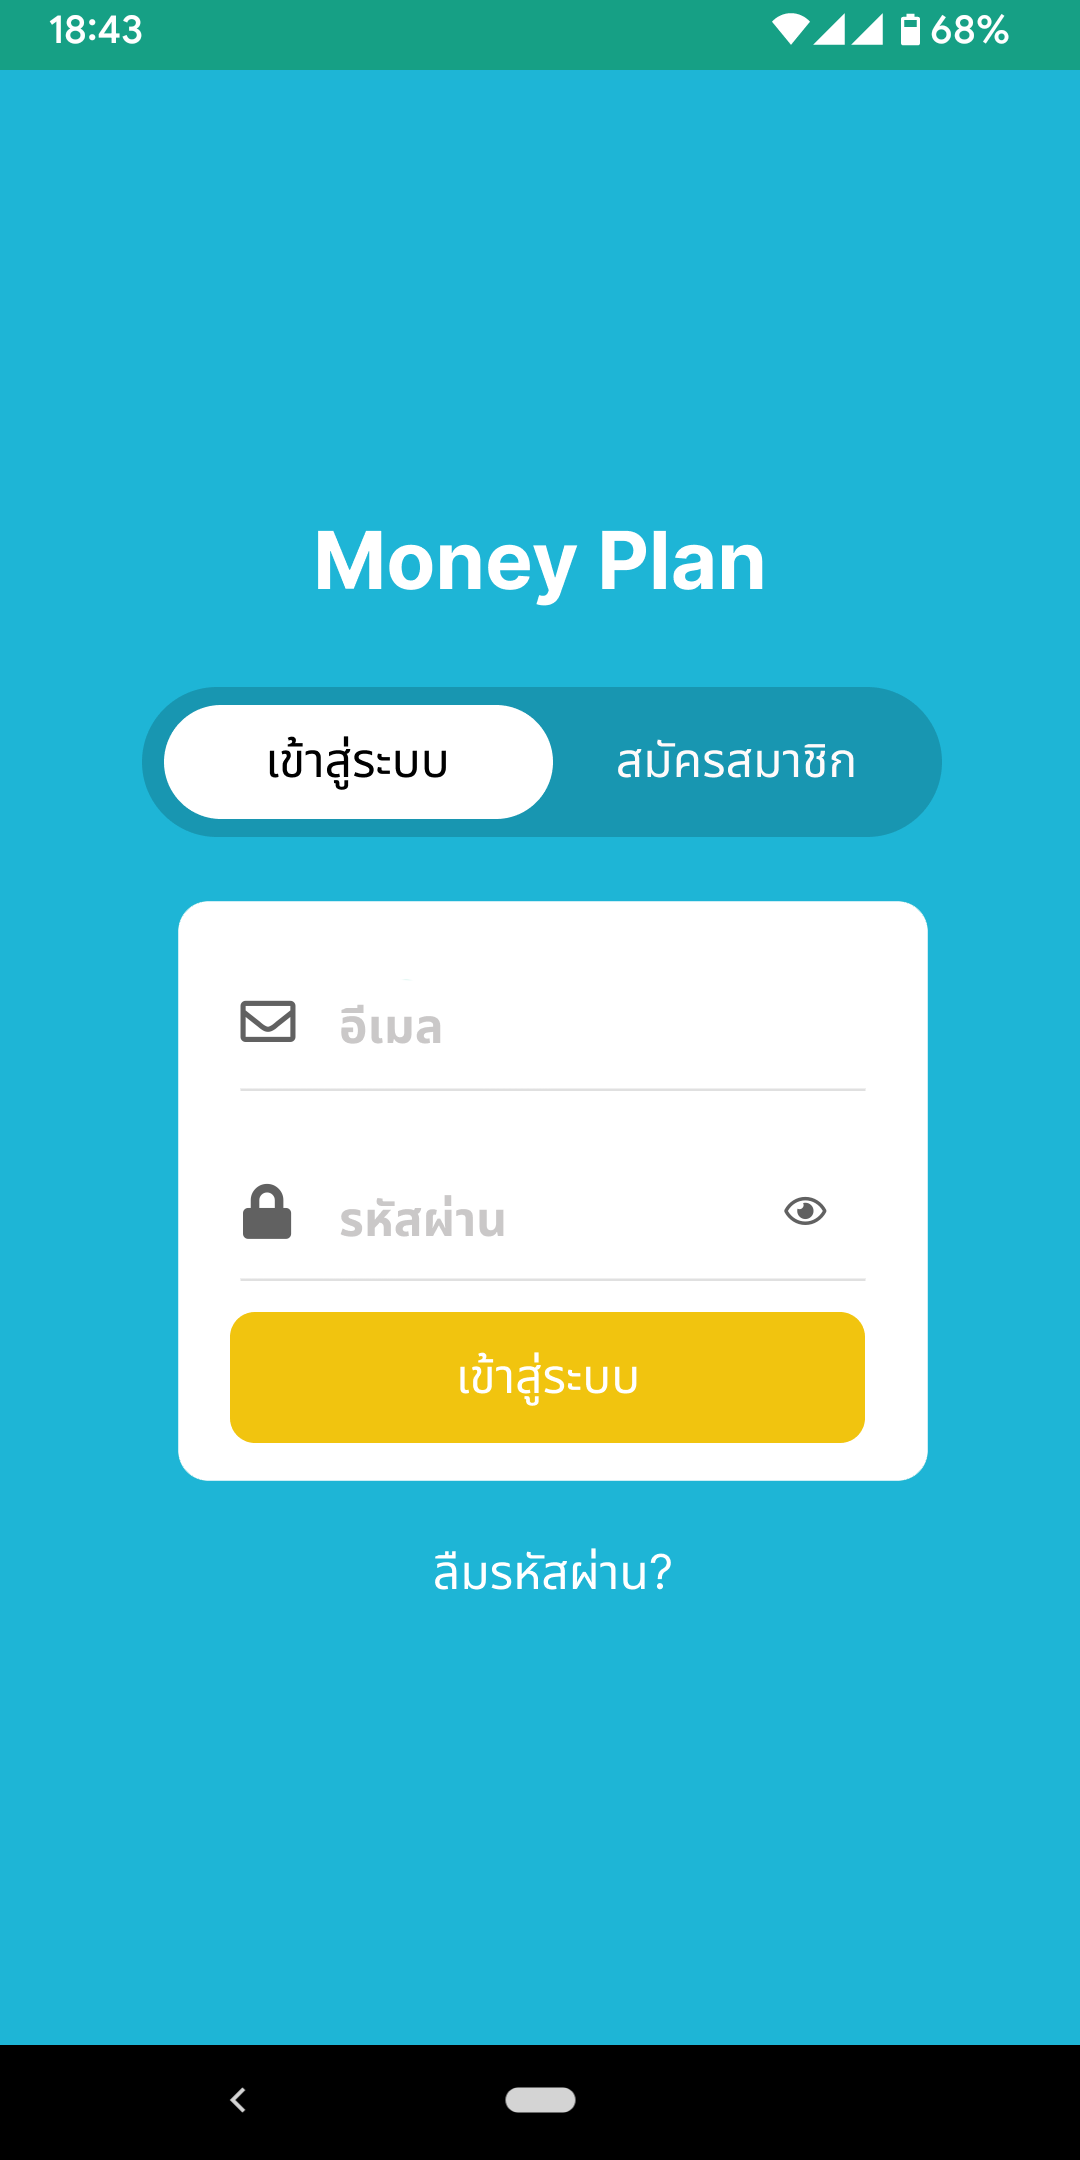 18:43 68%
Money Plan
เข้าสู่ระบบ สมัครสมาชิก
อีเมล
รหัสผ่าน
เข้าสู่ระบบ
ลืมรหัสผ่าน?